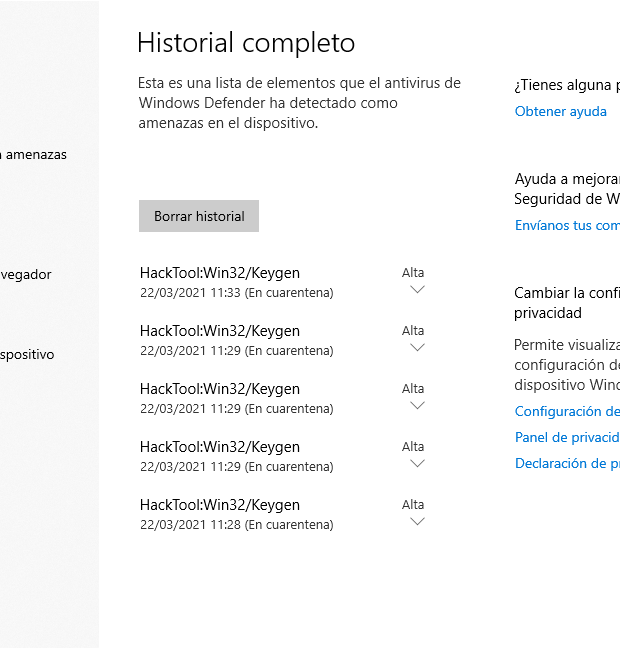 Historial completo
Esta es una lista de elementos que el antivirus de
Windows Defender ha detectado como
amenazas en el dispositivo.
Borrar historial
HackTool:Win32/Keygen
Alta
22/03/2021 11:33 (En cuarentena)
HackTool:Win32/Keygen
Alta
22/03/2021 11:29 (En cuarentena)
HackTool:Win32/Keygen
Alta
22/03/2021 11:29 (En cuarentena)
HackTool:Win32/Keygen
Alta
22/03/2021 11:29 (En cuarentena)
HackTool:Win32/Keygen
Alta
22/03/2021 11:28 (En cuarentena)
amenazas
vegador
spositivo
¿Tienes alguna p
Obtener ayuda
Ayuda a mejorar
Seguridad de W
Envíanos tus com
Cambiar la confi
privacidad
Permite visualiza
configuración de
dispositivo Wind
Configuración de
Panel de privacid
Declaración de pr